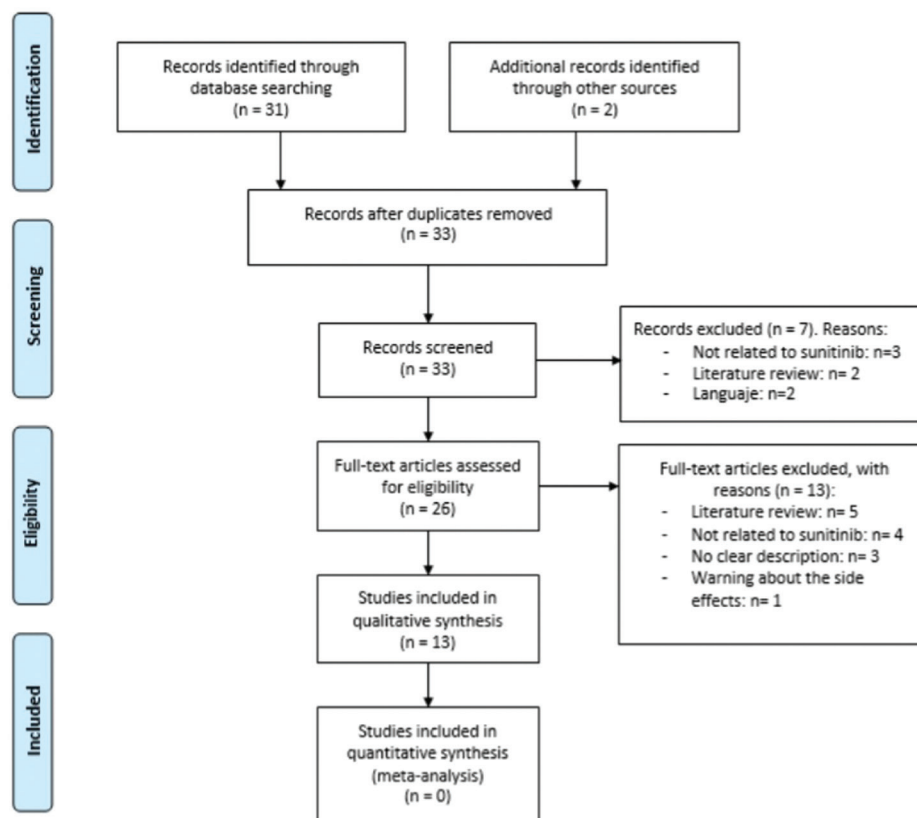 Identification
Records identified through
database searching
(n = 31)
Additional records identified
through other sources
(n = 2)
Records after duplicates removed
(n = 33)
Screening
Records screened
(n = 33)
Records excluded (n = 7). Reasons:
- Not related to sunitinib: n=3
- Literature review: n= 2
- Languaje: n=2
Eligibility
Full-text articles assessed
for eligibility
(n = 26)
Full-text articles excluded, with
reasons (n = 13):
- Literature review: n= 5
- Not related to sunitinib: n= 4
- No clear description: n= 3
- Warning about the side
effects: n= 1
Studies included in
qualitative synthesis
(n = 13)
Included
Studies included in
quantitative synthesis
(meta-analysis)
(n = 0)